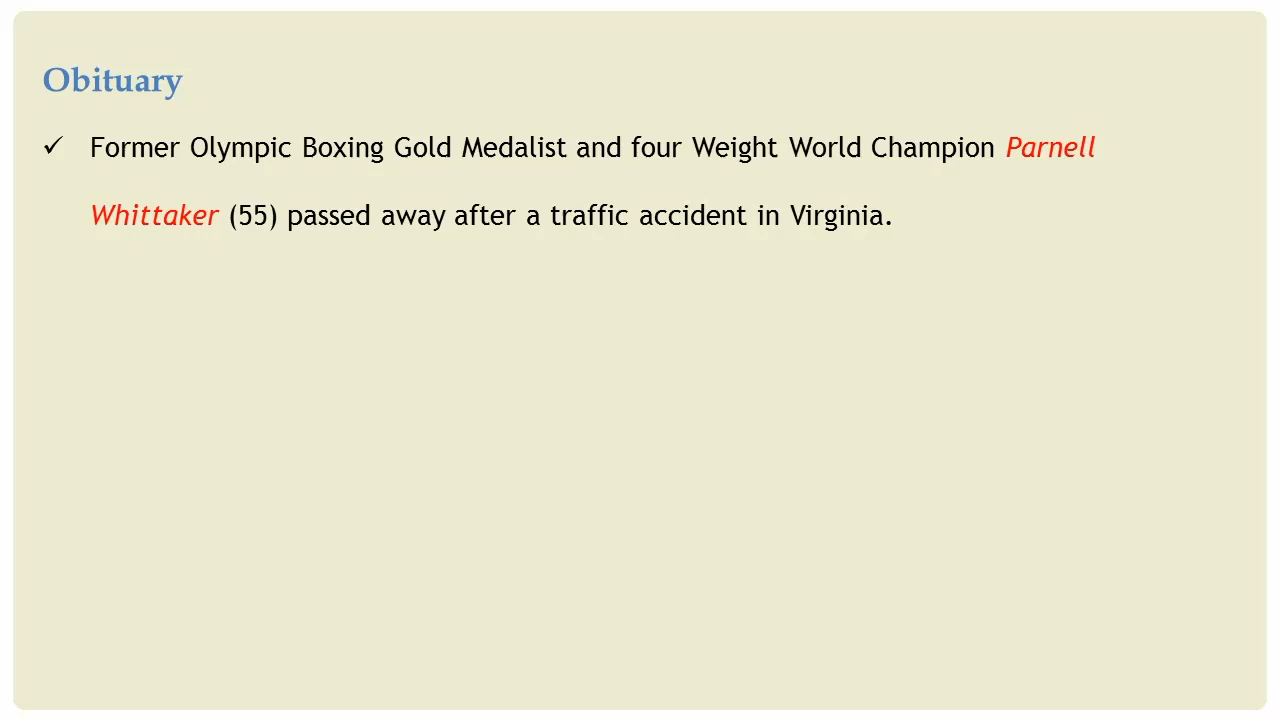 Obituary
✓ Former Olympic Boxing Gold Medalist and four Weight World Champion Parnell
Whittaker (55) passed away after a traffic accident in Virginia.